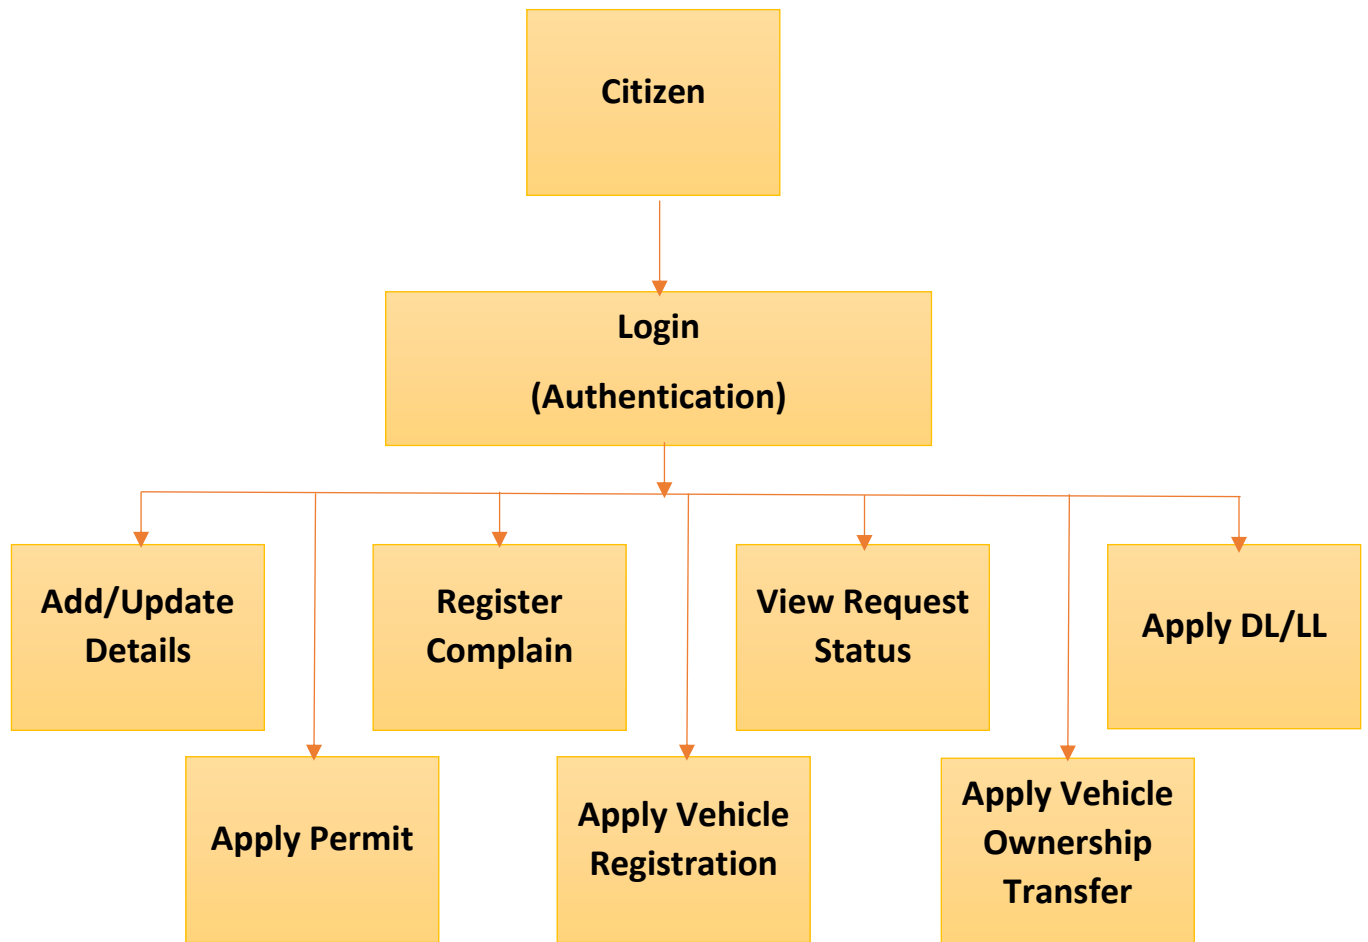 Citizen
Login
(Authentication)
Add/Update
Details
Register
Complain
View Request
Status
Apply DL/LL
Apply Permit
Apply Vehicle
Registration
Apply Vehicle
Ownership
Transfer